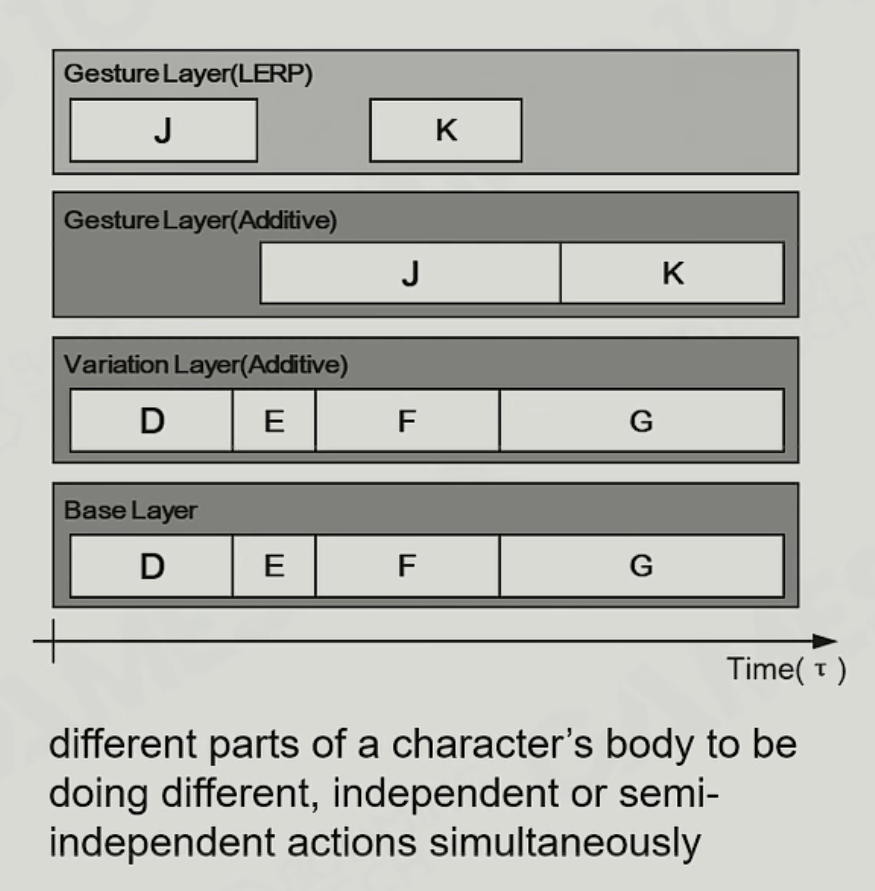 Gesture Layer(LERP)
J K
Gesture Layer(Additive)
J K
Variation Layer(Additive)
D E F G
Base Layer
D E F G
Time( τ )
different parts of a character’s body to be
doing different, independent or semi-
independent actions simultaneously